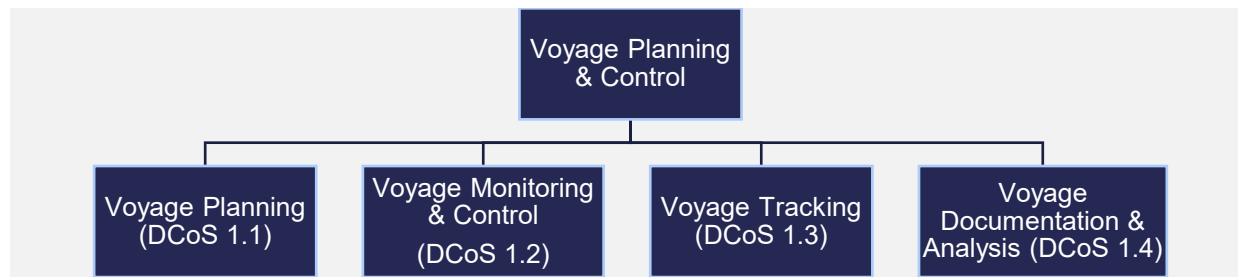 Voyage Planning
& Control
Voyage Planning
(DCoS 1.1)
Voyage Monitoring
& Control
(DCoS 1.2)
Voyage Tracking
(DCoS 1.3)
Voyage
Documentation &
Analysis (DCoS 1.4)